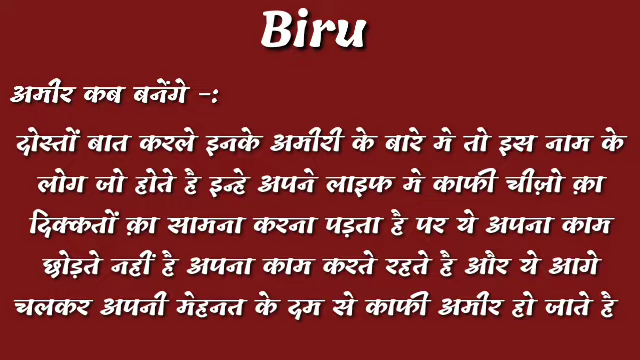 Biru
अमीर कब बनेंगे -:
दोस्तों बात करले इनके अमीरी के बारे मे तो इस नाम के
लोग जो होते है इन्हे अपने लाइफ मे काफी चीज़ो क़ा
दिक्कतों क़ा सामना करना पड़ता है पर ये अपना काम
छोड़ते नहीं है अपना काम करते रहते है और ये आगे
चलकर अपनी मेहनत के दम से काफी अमीर हो जाते है